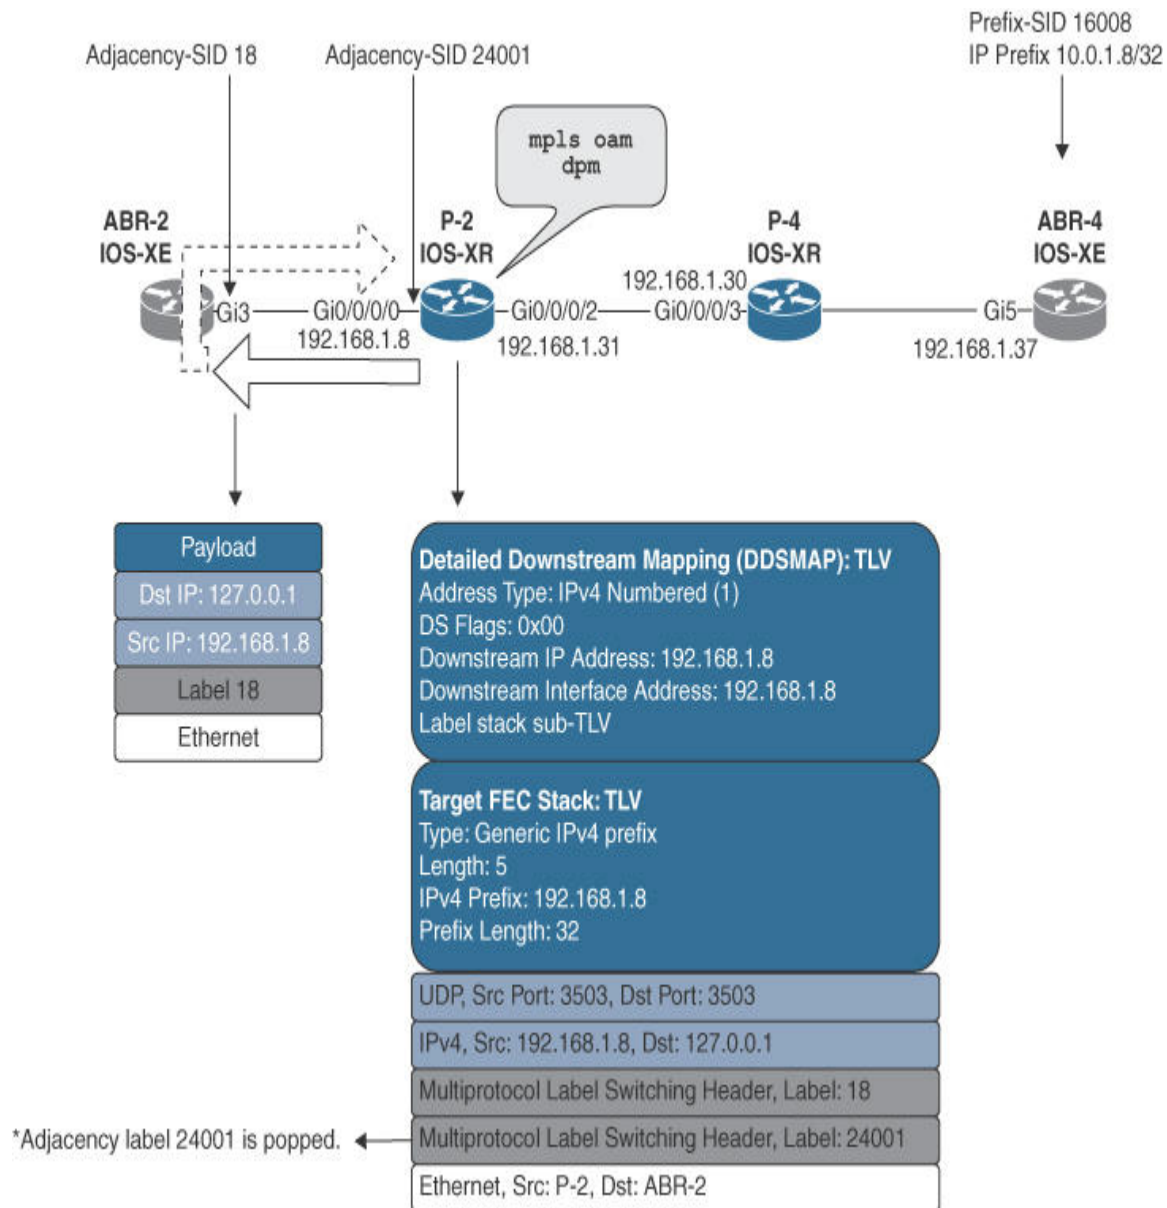 Prefix-SID 16008
IP Prefix 10.0.1.8/32
Adjacency-SID 18
Adjacency-SID 24001
mpls oam
dpm
ABR-2
IOS-XE
P-2
IOS-XR
P-4
IOS-XR
ABR-4
IOS-XE
192.168.1.30
Gi3
Gi0/0/0/0
Gi0/0/0/2
Gi0/0/0/3
Gi5
192.168.1.8
192.168.1.31
192.168.1.37
Payload
Dst IP: 127.0.0.1
Src IP: 192.168.1.8
Label 18
Ethernet
Detailed Downstream Mapping (DDSMAP): TLV
Address Type: IPv4 Numbered (1)
DS Flags: 0x00
Downstream IP Address: 192.168.1.8
Downstream Interface Address: 192.168.1.8
Label stack sub-TLV
Target FEC Stack: TLV
Type: Generic IPv4 prefix
Length: 5
IPv4 Prefix: 192.168.1.8
Prefix Length: 32
UDP, Src Port: 3503, Dst Port: 3503
IPv4, Src: 192.168.1.8, Dst: 127.0.0.1
Multiprotocol Label Switching Header, Label: 18
*Adjacency label 24001 is popped.
Multiprotocol Label Switching Header, Label: 24001
Ethernet, Src: P-2, Dst: ABR-2